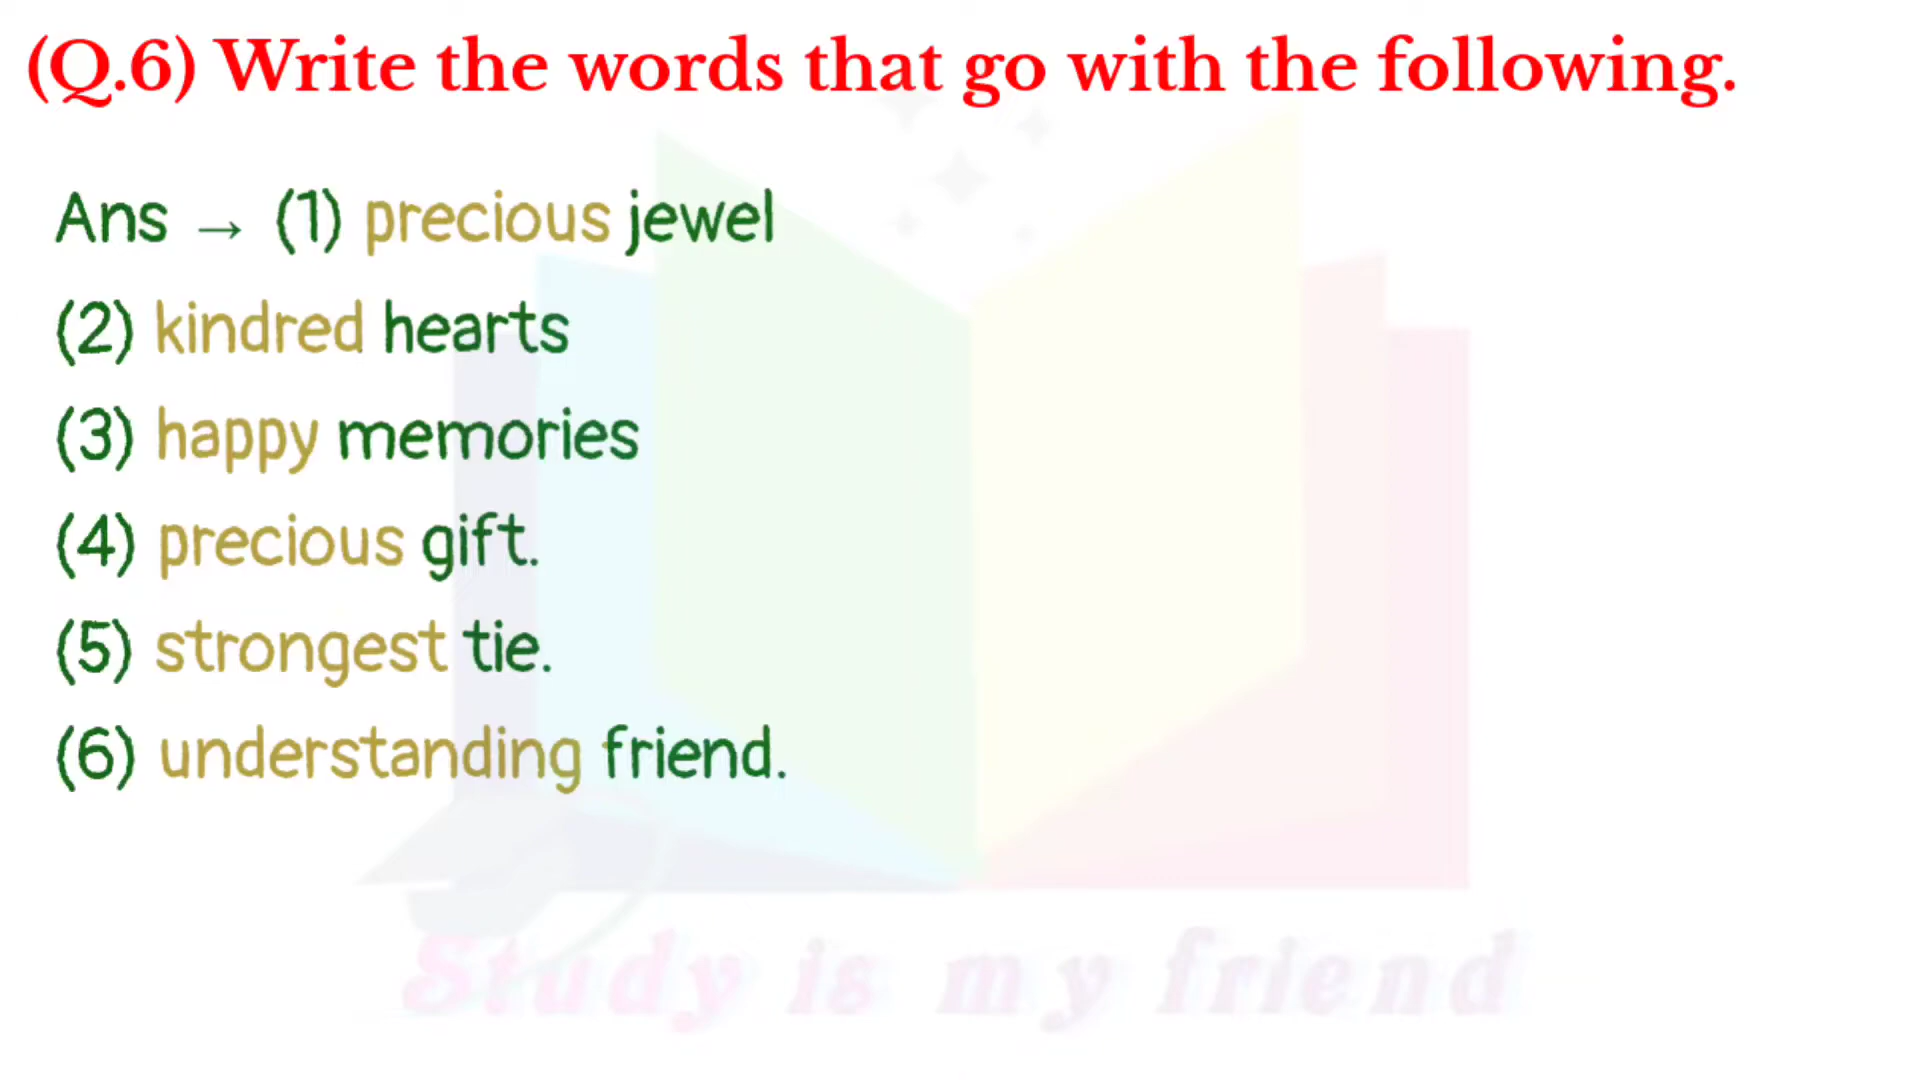 (Q.6) Write the words that go with the following.
Ans → (1) precious jewel
(2) kindred hearts
(3) happy memories
(4) precious gift.
(5) strongest tie.
(6) understanding friend.
Study is my friend